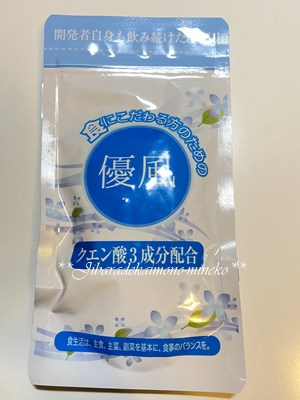 開発者自身も飲み続けた
食にこだわる方のための
優風
クエン酸3成分配合
**Jibaradekaimono-mineko**
食生活は、主食、主菜、副菜を基本に、食事のバランスを。